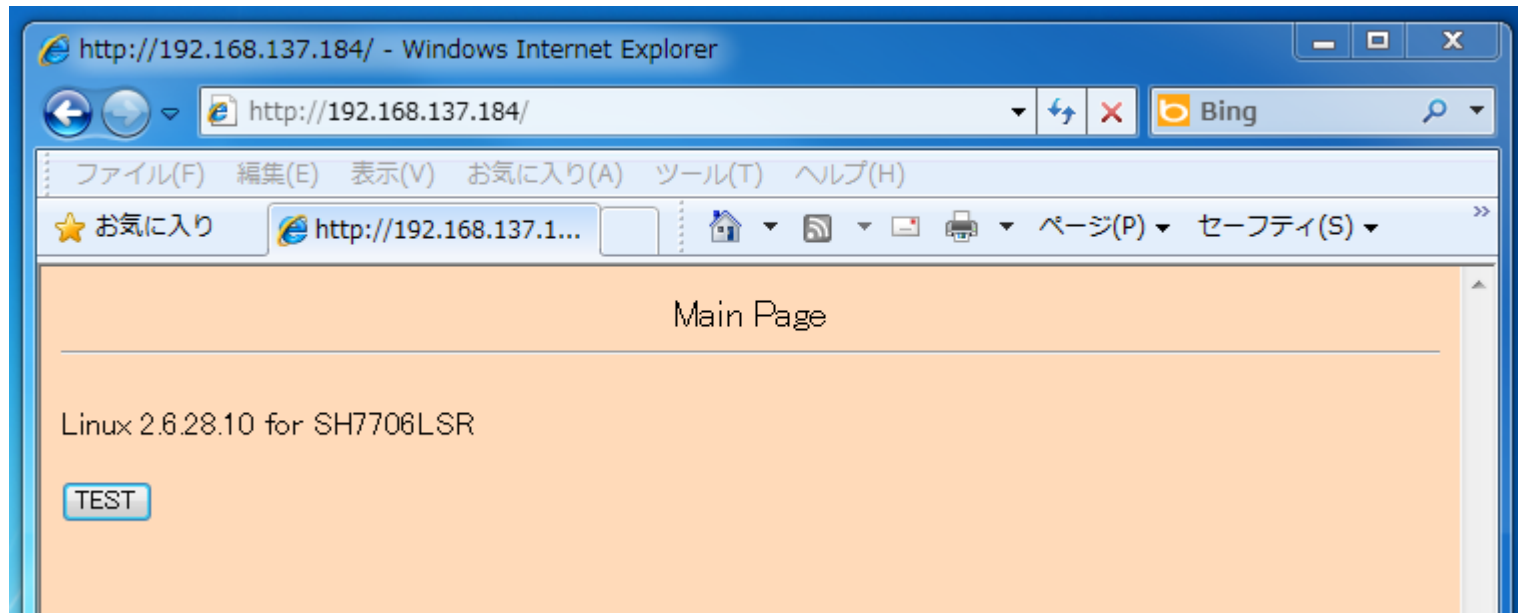 http://192.168.137.184/ - Windows Internet Explorer
http://192.168.137.184/ Bing
ファイル(F) 編集(E) 表示(V) お気に入り(A) ツール(T) ヘルプ(H)
お気に入り http://192.168.137.1... ページ(P) セーフティ(S) »
Main Page
Linux 2.6.28.10 for SH7706LSR
TEST